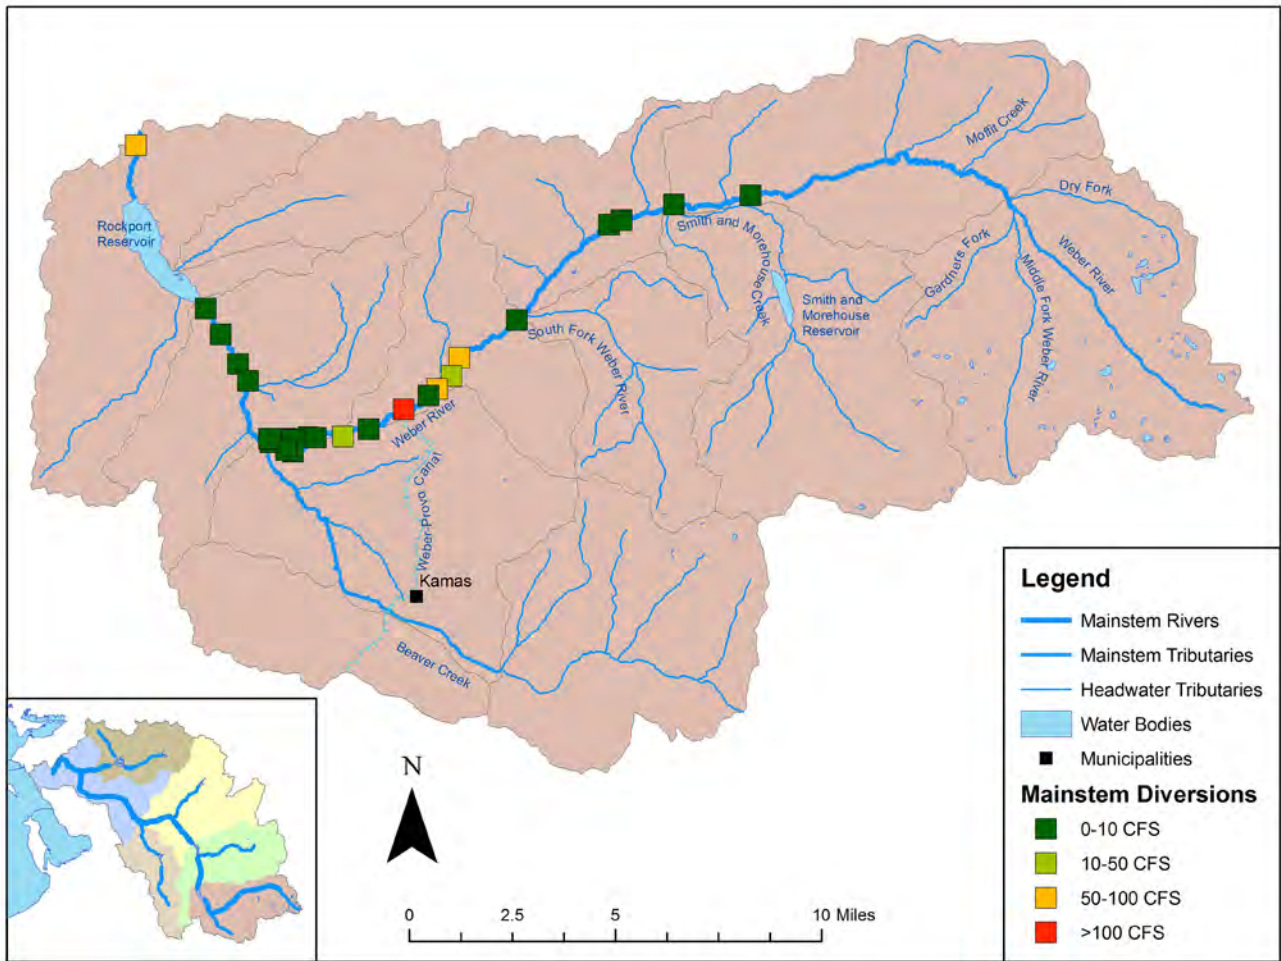 Moffit Creek
Dry Fork
Rockport
Reservoir
Smith and Morehouse Creek
Gardners Fork
Weber River
Middle Fork Weber River
Smith and
Morehouse
Reservoir
South Fork Weber River
Weber River
Weber-Provo Canal
Kamas
Beaver Creek
N
0 2.5 5 10 Miles
Legend
Mainstem Rivers
Mainstem Tributaries
Headwater Tributaries
Water Bodies
Municipalities
Mainstem Diversions
0-10 CFS
10-50 CFS
50-100 CFS
>100 CFS